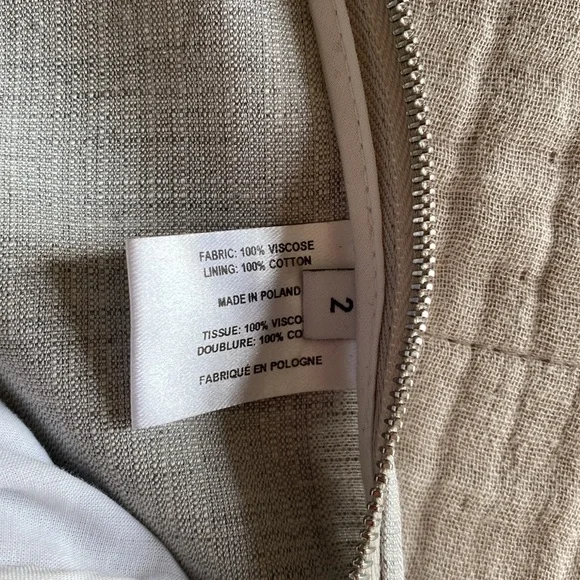 FABRIC: 100% VISCOSE
LINING: 100% COTTON
MADE IN POLAND
TISSUE: 100% VISCO
DOUBLURE: 100% CO
FABRIQUÉ EN POLOGNE
2